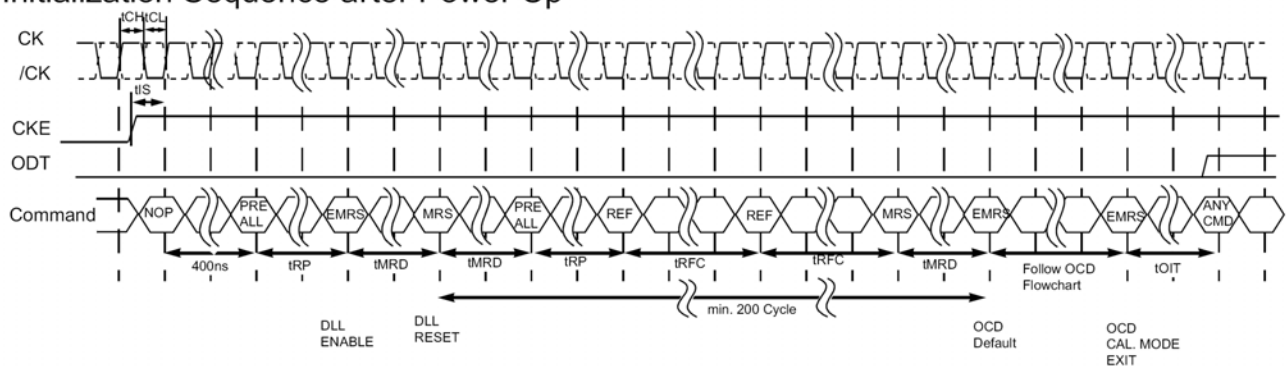 Initialization Sequence after Power Up
tCH tCL
CK
/CK
tIS
CKE
ODT
Command NOP PRE ALL EMRS MRS PRE ALL REF REF MRS EMRS EMRS ANY CMD
400ns tRP tMRD tMRD tRP tRFC tRFC tMRD Follow OCD Flowchart tOIT
min. 200 Cycle
DLL ENABLE
DLL RESET
OCD Default
OCD CAL. MODE EXIT